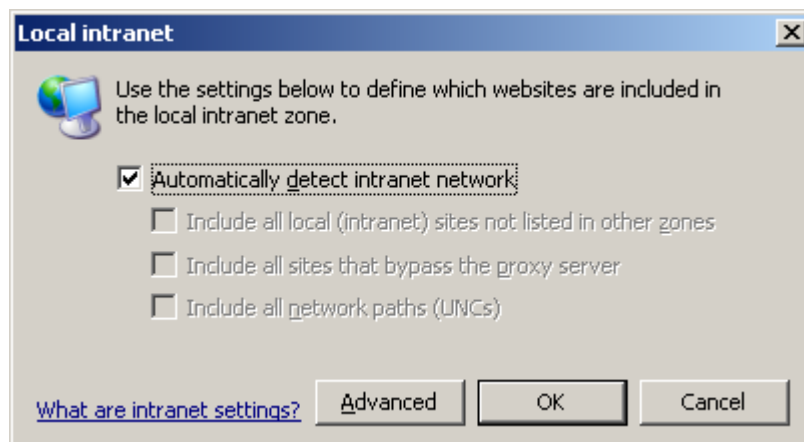 Local intranet
Use the settings below to define which websites are included in
the local intranet zone.
Automatically detect intranet network
Include all local (intranet) sites not listed in other zones
Include all sites that bypass the proxy server
Include all network paths (UNCs)
What are intranet settings?
Advanced
OK
Cancel